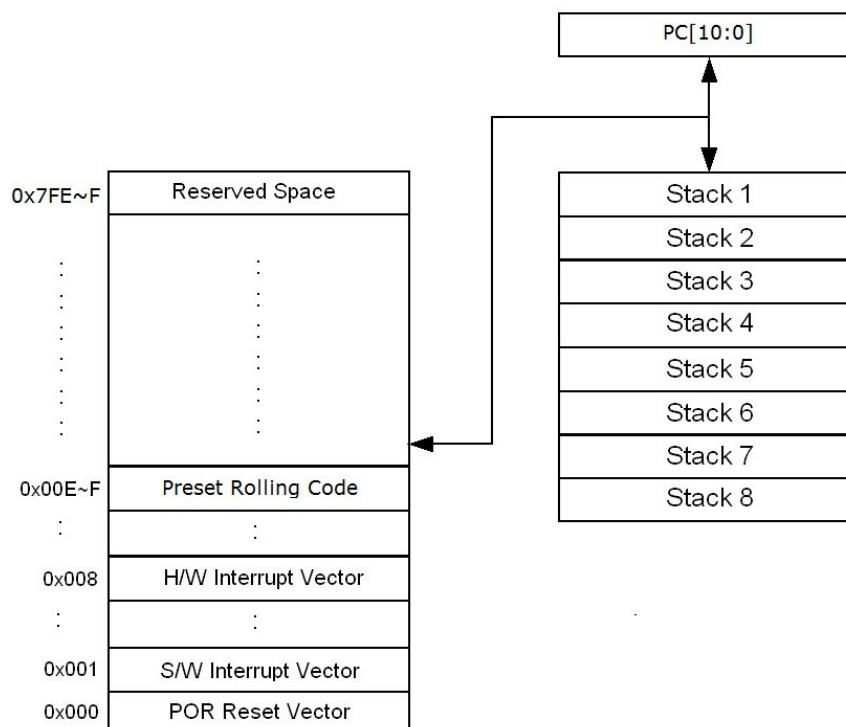 PC[10:0]
0x7FE~F Reserved Space
Stack 1
Stack 2
Stack 3
Stack 4
Stack 5
Stack 6
Stack 7
Stack 8
0x00E~F Preset Rolling Code
0x008 H/W Interrupt Vector
0x001 S/W Interrupt Vector
0x000 POR Reset Vector